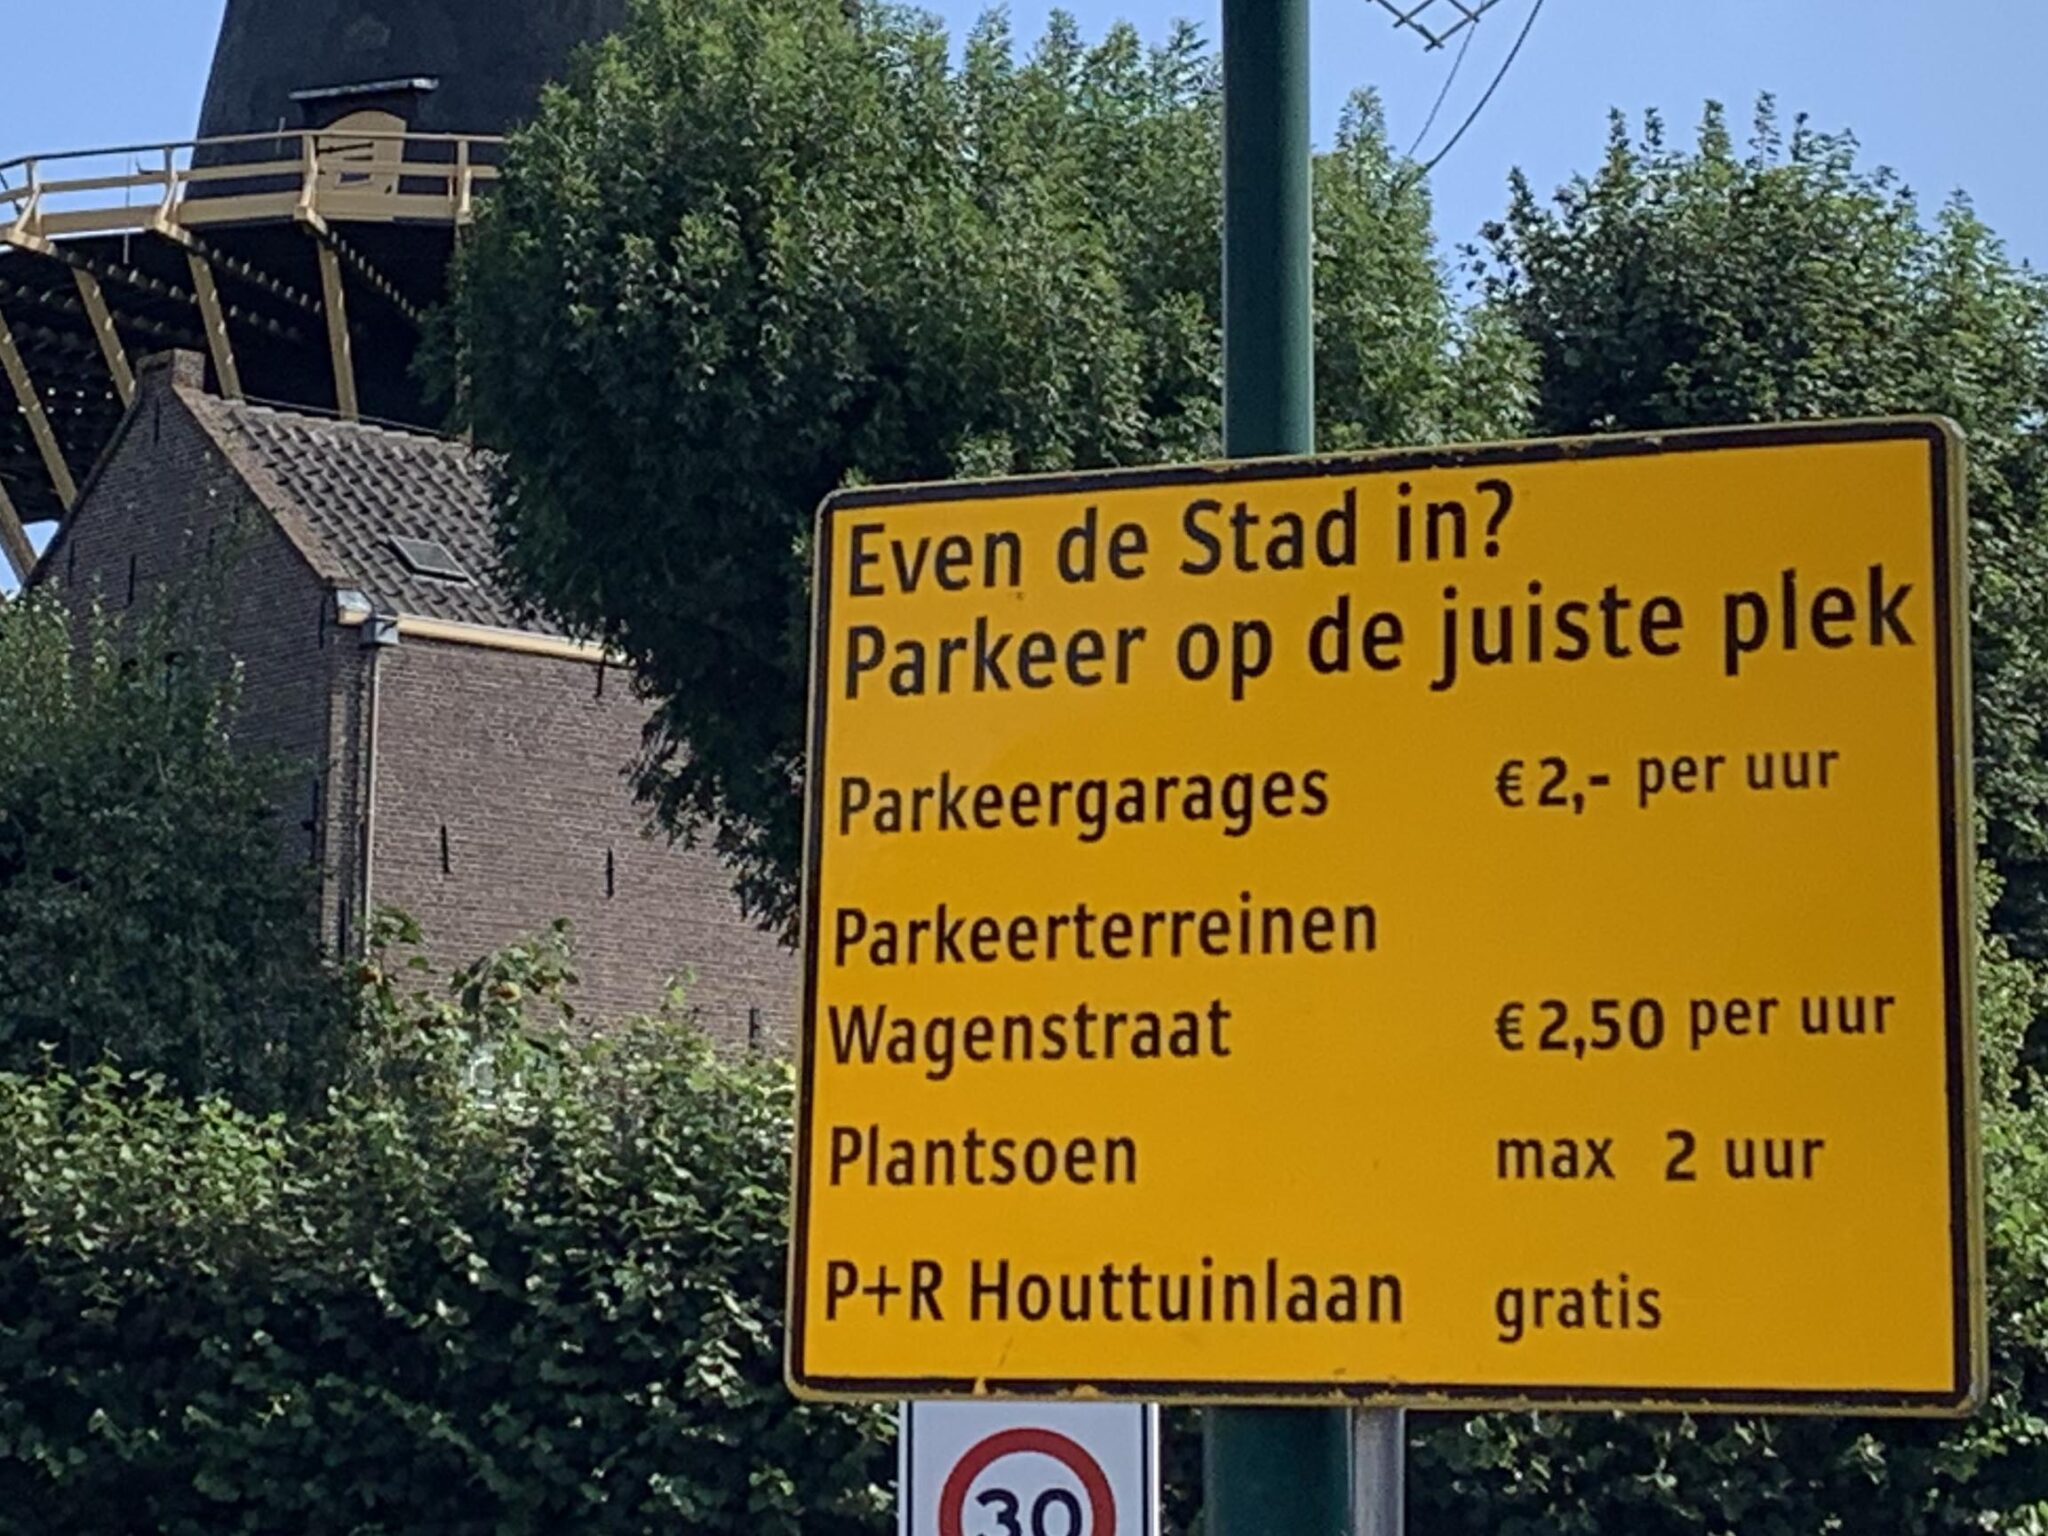 Even de Stad in?
Parkeer op de juiste plek
Parkeergarages € 2,- per uur
Parkeerterreinen
Wagenstraat € 2,50 per uur
Plantsoen max 2 uur
P+R Houttuinlaan gratis
30